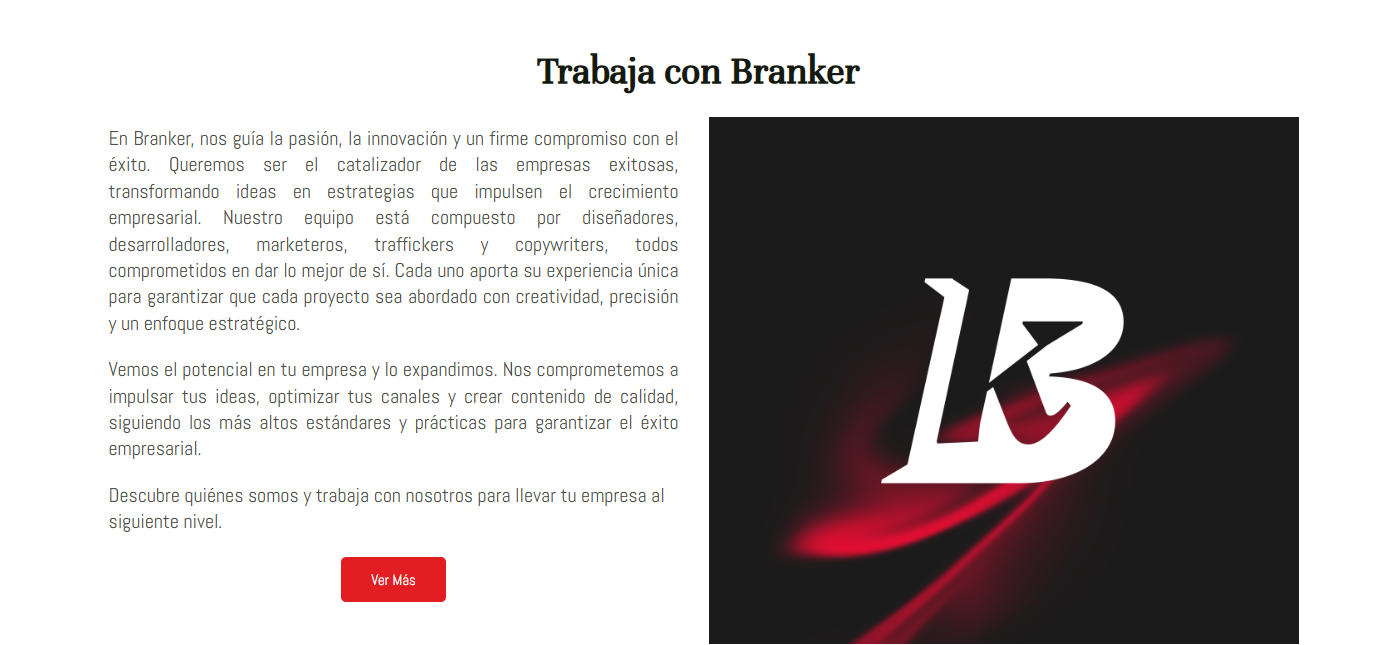 Trabaja con Branker
En Branker, nos guía la pasión, la innovación y un firme compromiso con el
éxito. Queremos ser el catalizador de las empresas exitosas,
transformando ideas en estrategias que impulsen el crecimiento
empresarial. Nuestro equipo está compuesto por diseñadores,
desarrolladores, marketeros, traffickers y copywriters, todos
comprometidos en dar lo mejor de sí. Cada uno aporta su experiencia única
para garantizar que cada proyecto sea abordado con creatividad, precisión
y un enfoque estratégico.
Vemos el potencial en tu empresa y lo expandimos. Nos comprometemos a
impulsar tus ideas, optimizar tus canales y crear contenido de calidad,
siguiendo los más altos estándares y prácticas para garantizar el éxito
empresarial.
Descubre quiénes somos y trabaja con nosotros para llevar tu empresa al
siguiente nivel.
Ver Más